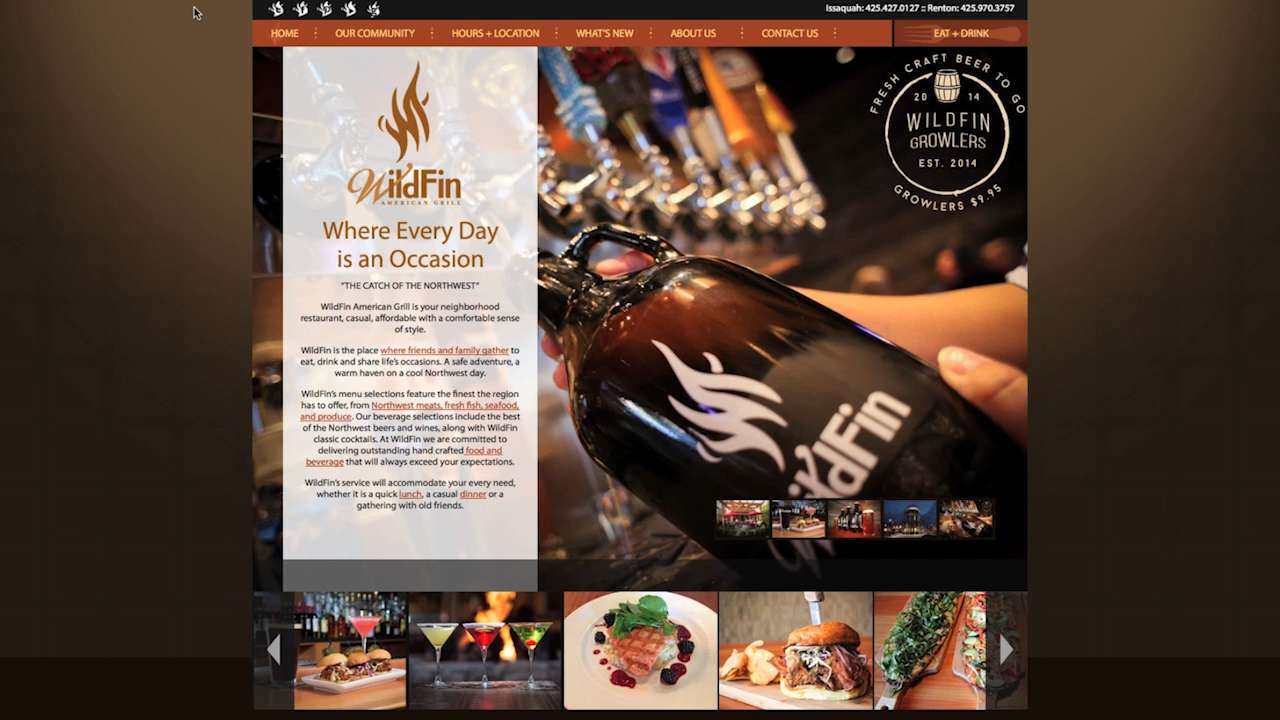 Issaquah: 425.427.0127 :: Renton: 425.970.3757
HOME
OUR COMMUNITY
HOURS + LOCATION
WHAT'S NEW
ABOUT US
CONTACT US
EAT + DRINK
WildFin
AMERICAN GRILL
Where Every Day
is an Occasion
"THE CATCH OF THE NORTHWEST"
WildFin American Grill is your neighborhood
restaurant, casual, affordable with a comfortable sense
of style.
WildFin is the place where friends and family gather to
eat, drink and share life's occasions. A safe adventure, a
warm haven on a cool Northwest day.
WildFin's menu selections feature the finest the region
has to offer, from Northwest meats, fresh fish, seafood,
and produce. Our beverage selections include the best
of the Northwest beers and wines, along with WildFin
classic cocktails. At WildFin we are committed to
delivering outstanding hand crafted food and
beverage that will always exceed your expectations.
WildFin's service will accommodate your every need,
whether it is a quick lunch, a casual dinner or a
gathering with old friends.
FRESH CRAFT BEER TO GO
20 14
WILDFIN
GROWLERS
EST. 2014
GROWLERS $9.95
WildFin